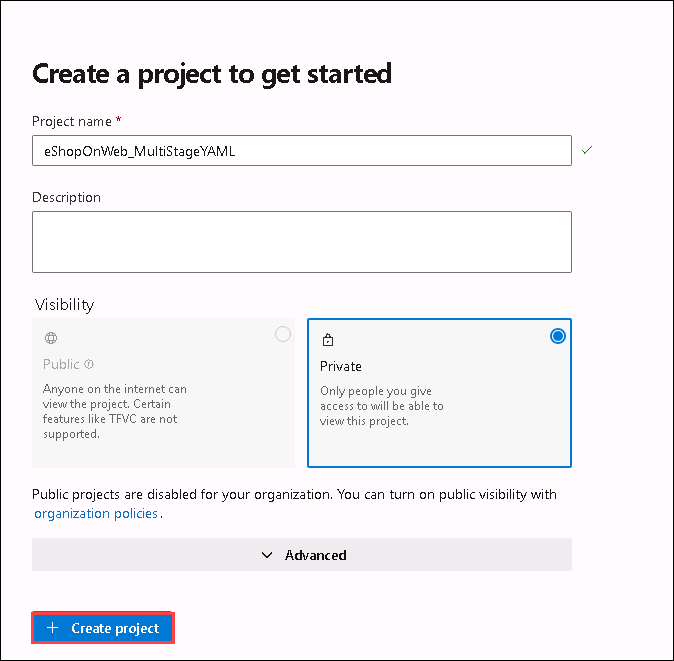 Create a project to get started
Project name *
eShopOnWeb_MultiStageYAML
Description
Visibility
Public
Anyone on the internet can
view the project. Certain
features like TFVC are not
supported.
Private
Only people you give
access to will be able to
view this project.
Public projects are disabled for your organization. You can turn on public visibility with
organization policies.
Advanced
+ Create project